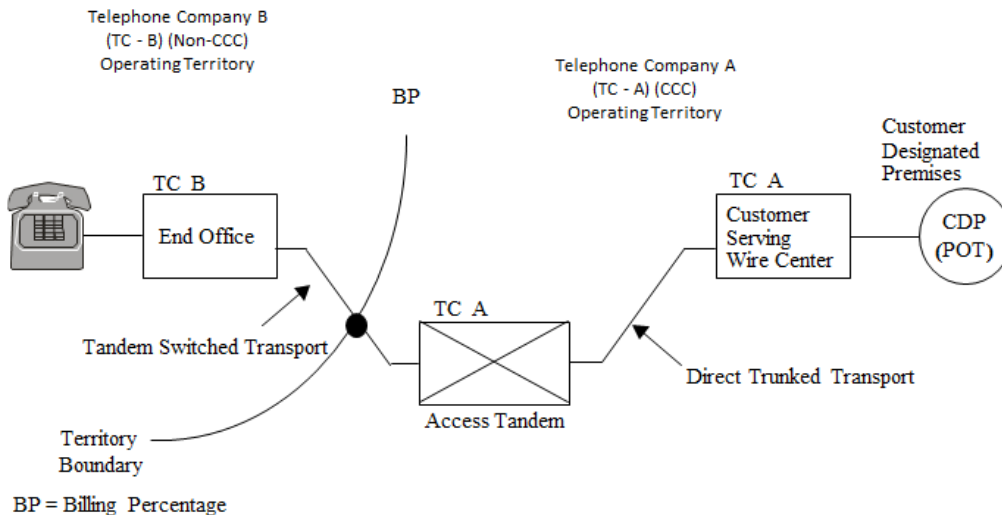 Telephone Company B
(TC - B) (Non-CCC)
Operating Territory
Telephone Company A
(TC - A) (CCC)
Operating Territory
BP
Customer
Designated
Premises
TC B
End Office
TC A
Customer
Serving
Wire Center
CDP
(POT)
TC A
Tandem Switched Transport
Direct Trunked Transport
Access Tandem
Territory
Boundary
BP = Billing Percentage